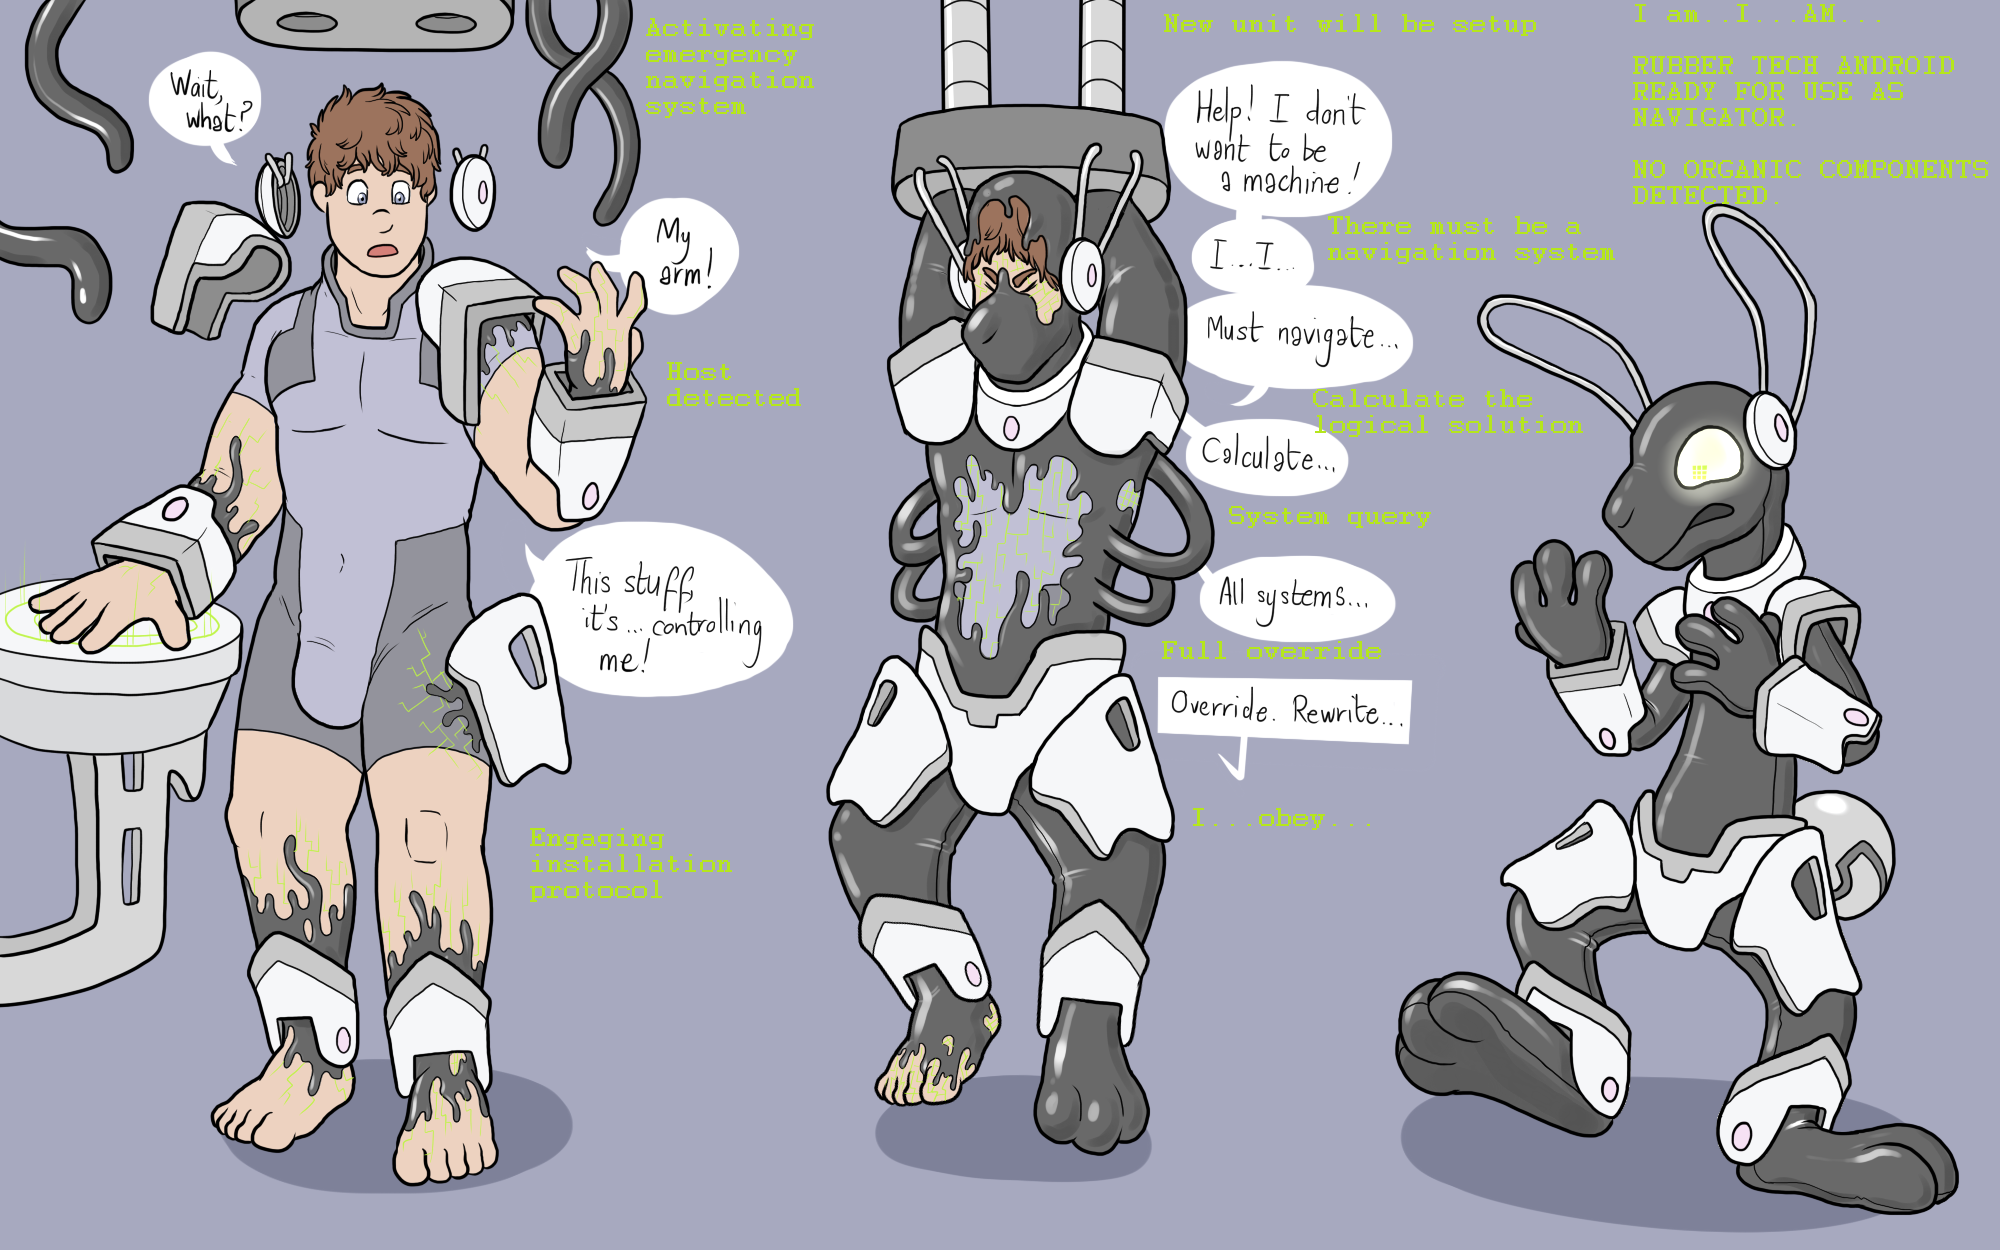 Wait,
what?
Activating
emergency
navigation
system
My
arm!
Host
detected
This stuff,
it's... controlling
me!
Engaging
installation
protocol
New unit will be setup
Help! I don't
want to be
a machine!
I...I...
There must be a
navigation system
Must navigate...
Calculate the
logical solution
Calculate...
System query
All systems...
Full override
Override. Rewrite...
I...obey...
I am..I...AM...
RUBBER TECH ANDROID
READY FOR USE AS
NAVIGATOR.
NO ORGANIC COMPONENTS
DETECTED.